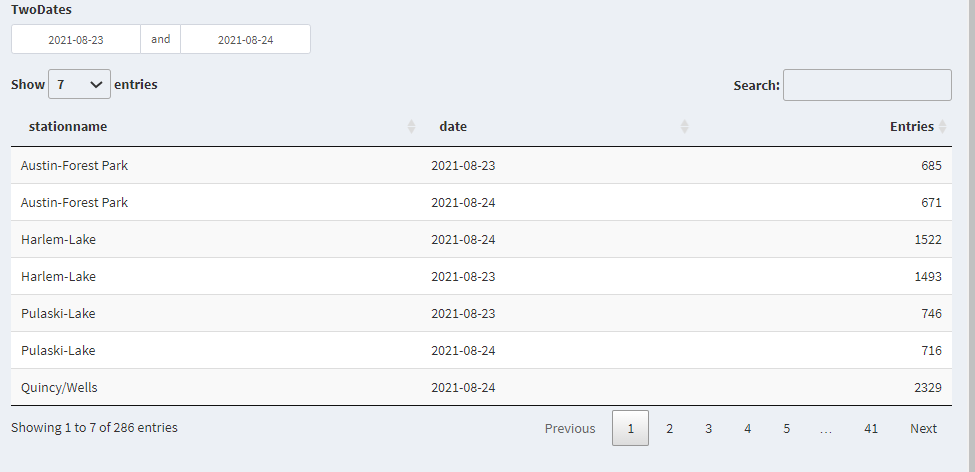 TwoDates
2021-08-23 and 2021-08-24
Show 7 entries Search:
stationname date Entries
Austin-Forest Park 2021-08-23 685
Austin-Forest Park 2021-08-24 671
Harlem-Lake 2021-08-24 1522
Harlem-Lake 2021-08-23 1493
Pulaski-Lake 2021-08-23 746
Pulaski-Lake 2021-08-24 716
Quincy/Wells 2021-08-24 2329
Showing 1 to 7 of 286 entries Previous 1 2 3 4 5 … 41 Next